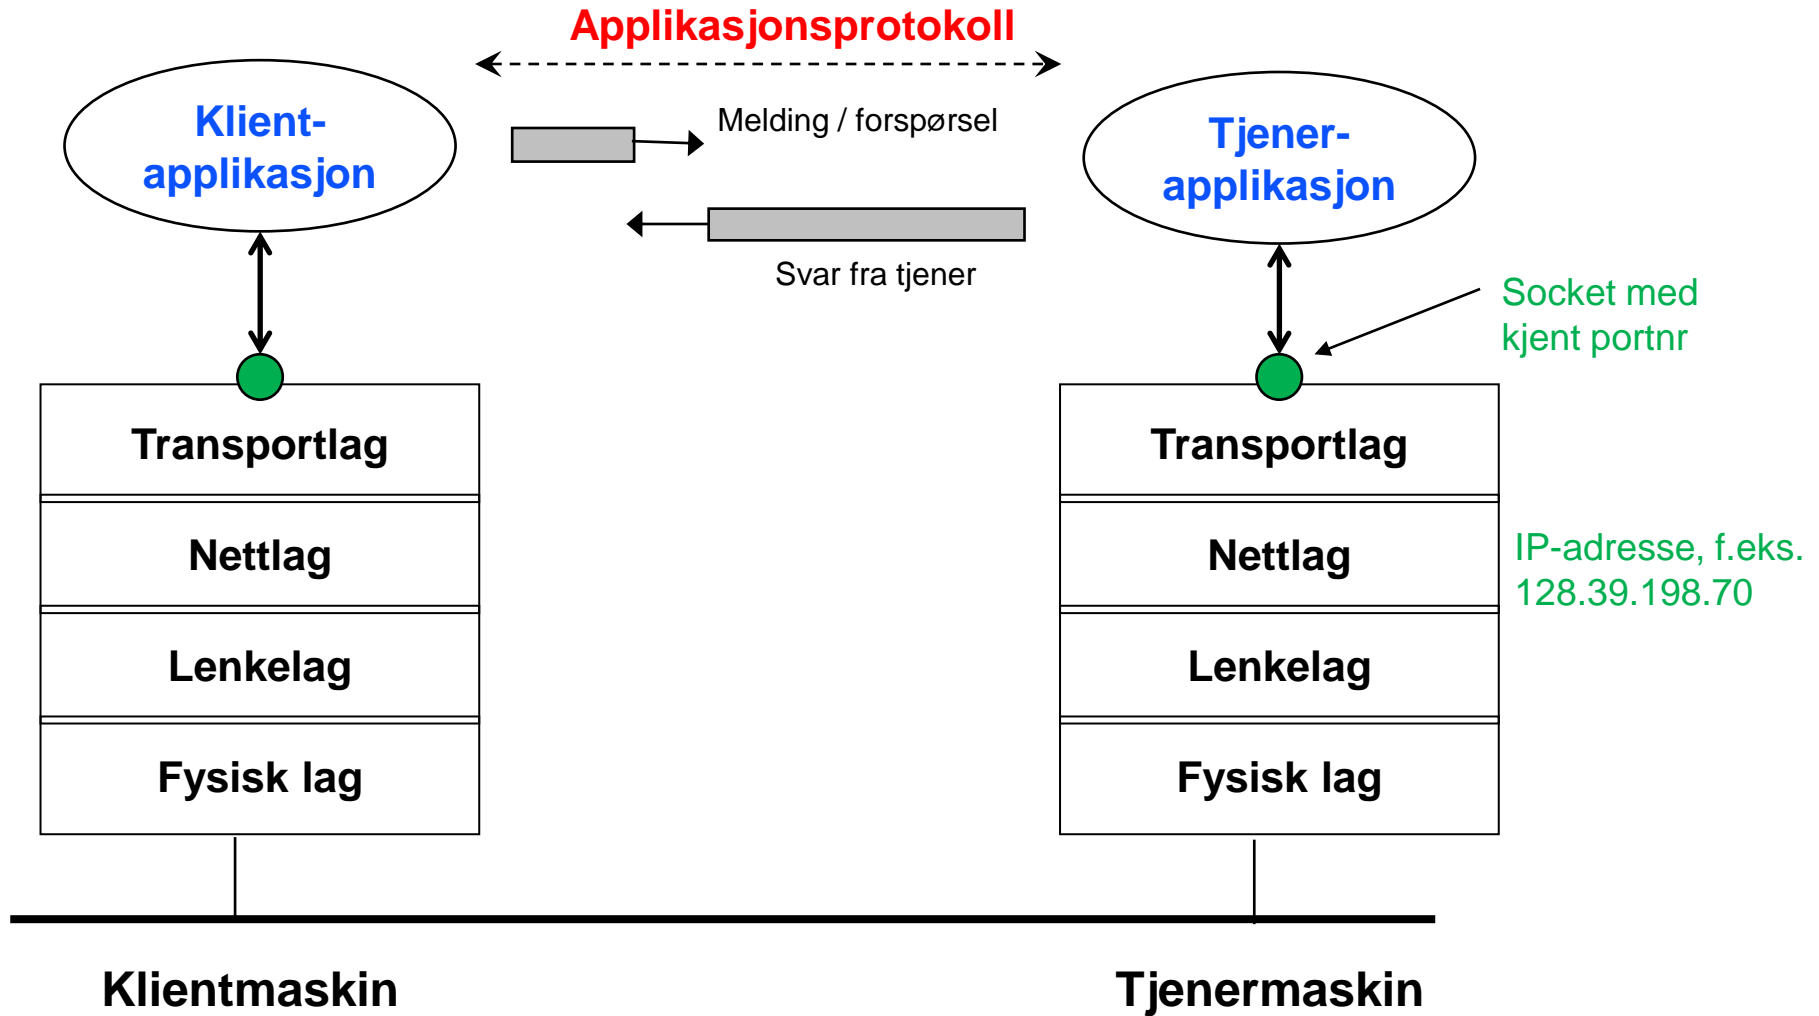 Applikasjonsprotokoll
Klient-
applikasjon
Melding / forspørsel
Tjener-
applikasjon
Svar fra tjener
Socket med
kjent portnr
Transportlag
Nettlag
Lenkelag
Fysisk lag
Transportlag
Nettlag
Lenkelag
Fysisk lag
IP-adresse, f.eks.
128.39.198.70
Klientmaskin
Tjenermaskin